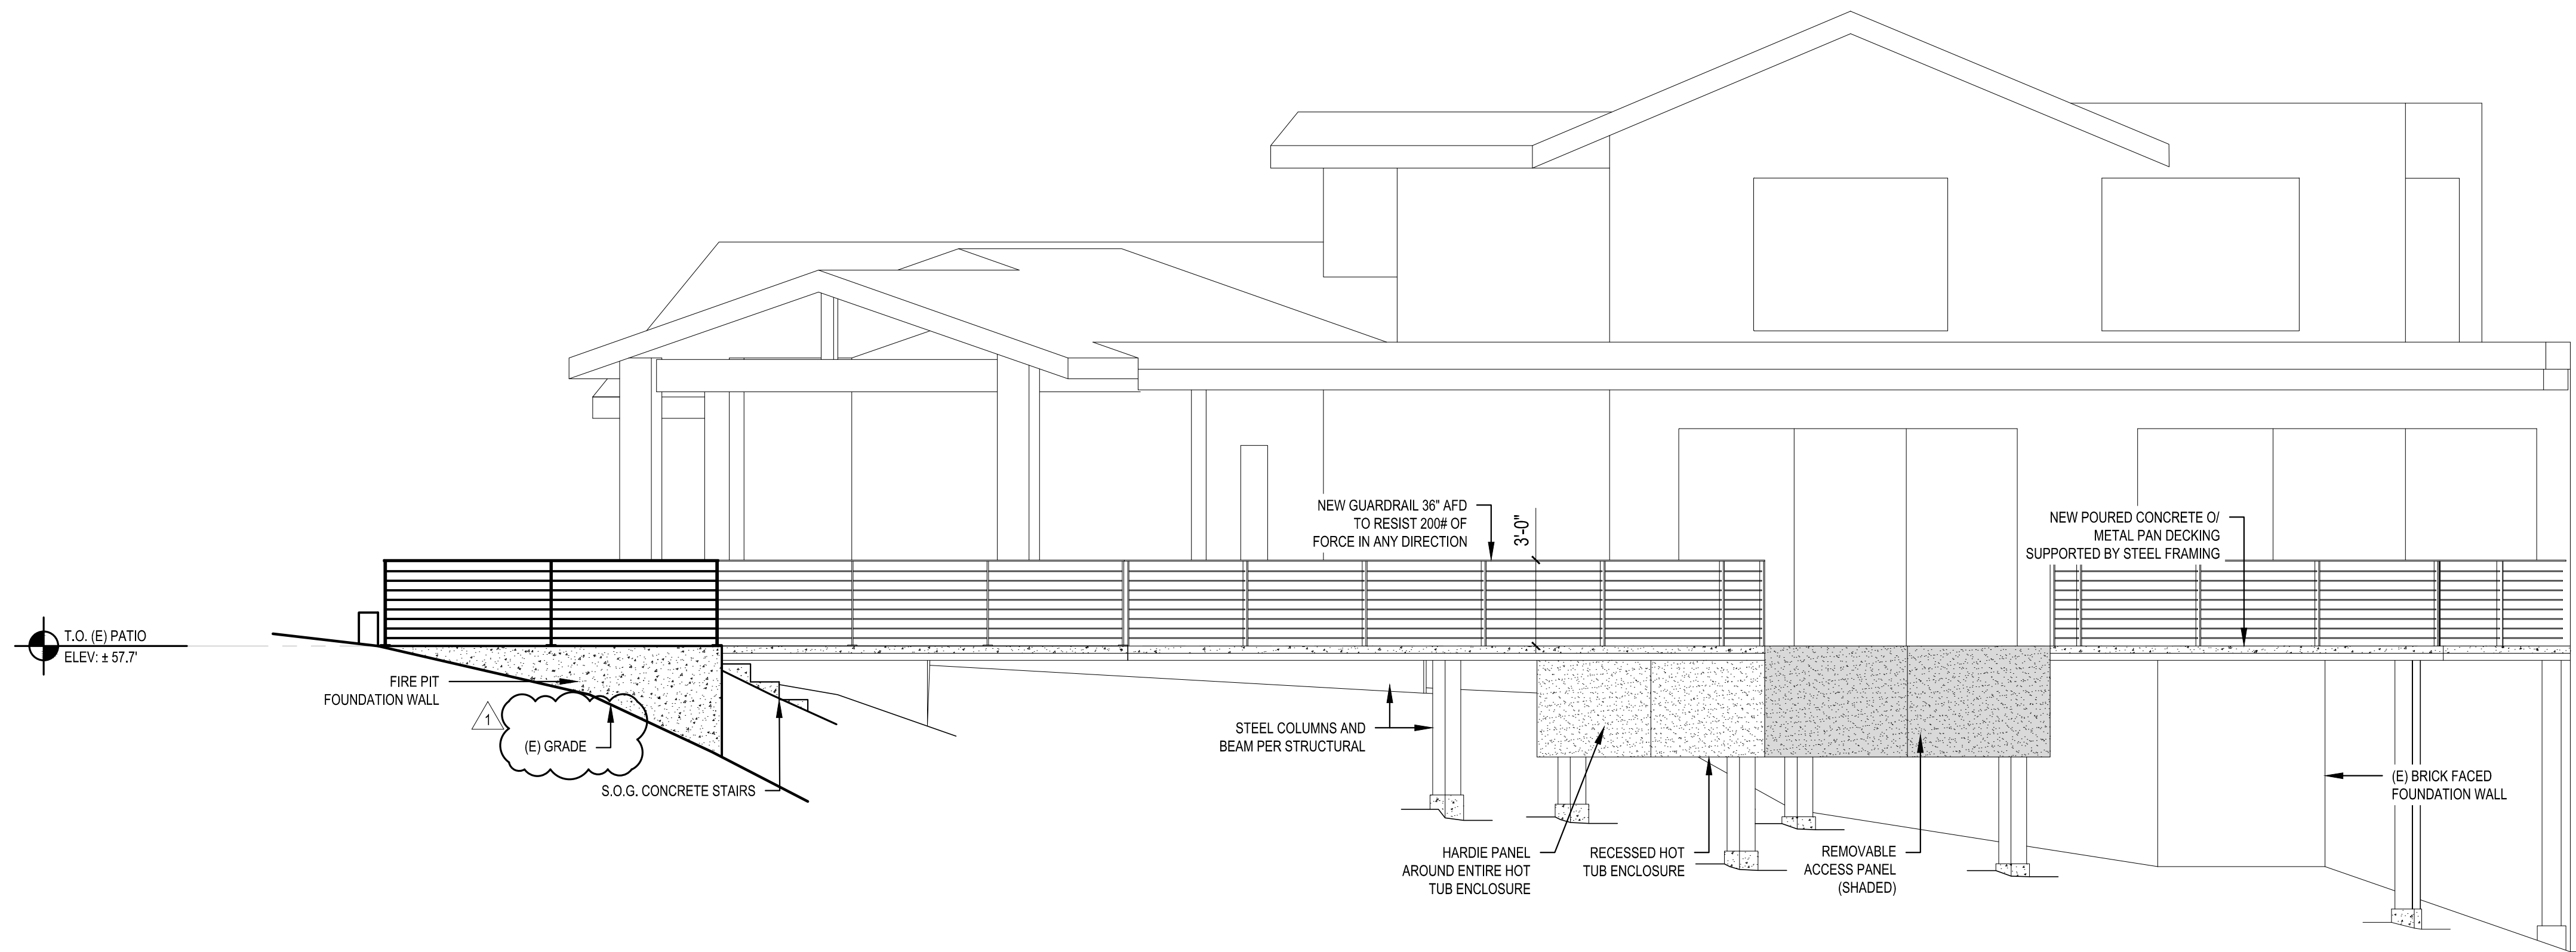 NEW GUARDRAIL 36" AFD
TO RESIST 200# OF
FORCE IN ANY DIRECTION
3'-0"
NEW POURED CONCRETE O/
METAL PAN DECKING
SUPPORTED BY STEEL FRAMING
T.O. (E) PATIO
ELEV: ± 57.7'
FIRE PIT
FOUNDATION WALL
1
(E) GRADE
S.O.G. CONCRETE STAIRS
STEEL COLUMNS AND
BEAM PER STRUCTURAL
HARDIE PANEL
AROUND ENTIRE HOT
TUB ENCLOSURE
RECESSED HOT
TUB ENCLOSURE
REMOVABLE
ACCESS PANEL
(SHADED)
(E) BRICK FACED
FOUNDATION WALL